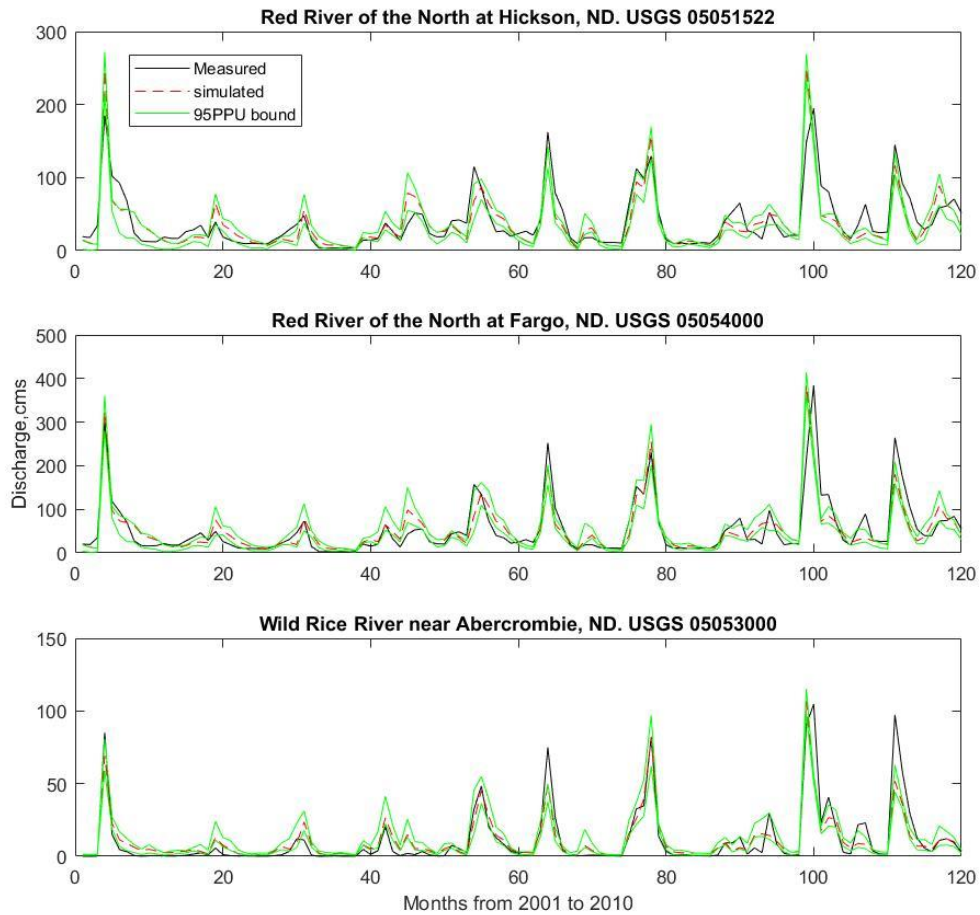 Red River of the North at Hickson, ND. USGS 05051522
300
200
100
0
Measured
simulated
95PPU bound
0 20 40 60 80 100 120
Red River of the North at Fargo, ND. USGS 05054000
Discharge,cms
500
400
300
200
100
0
0 20 40 60 80 100 120
Wild Rice River near Abercrombie, ND. USGS 05053000
150
100
50
0
0 20 40 60 80 100 120
Months from 2001 to 2010